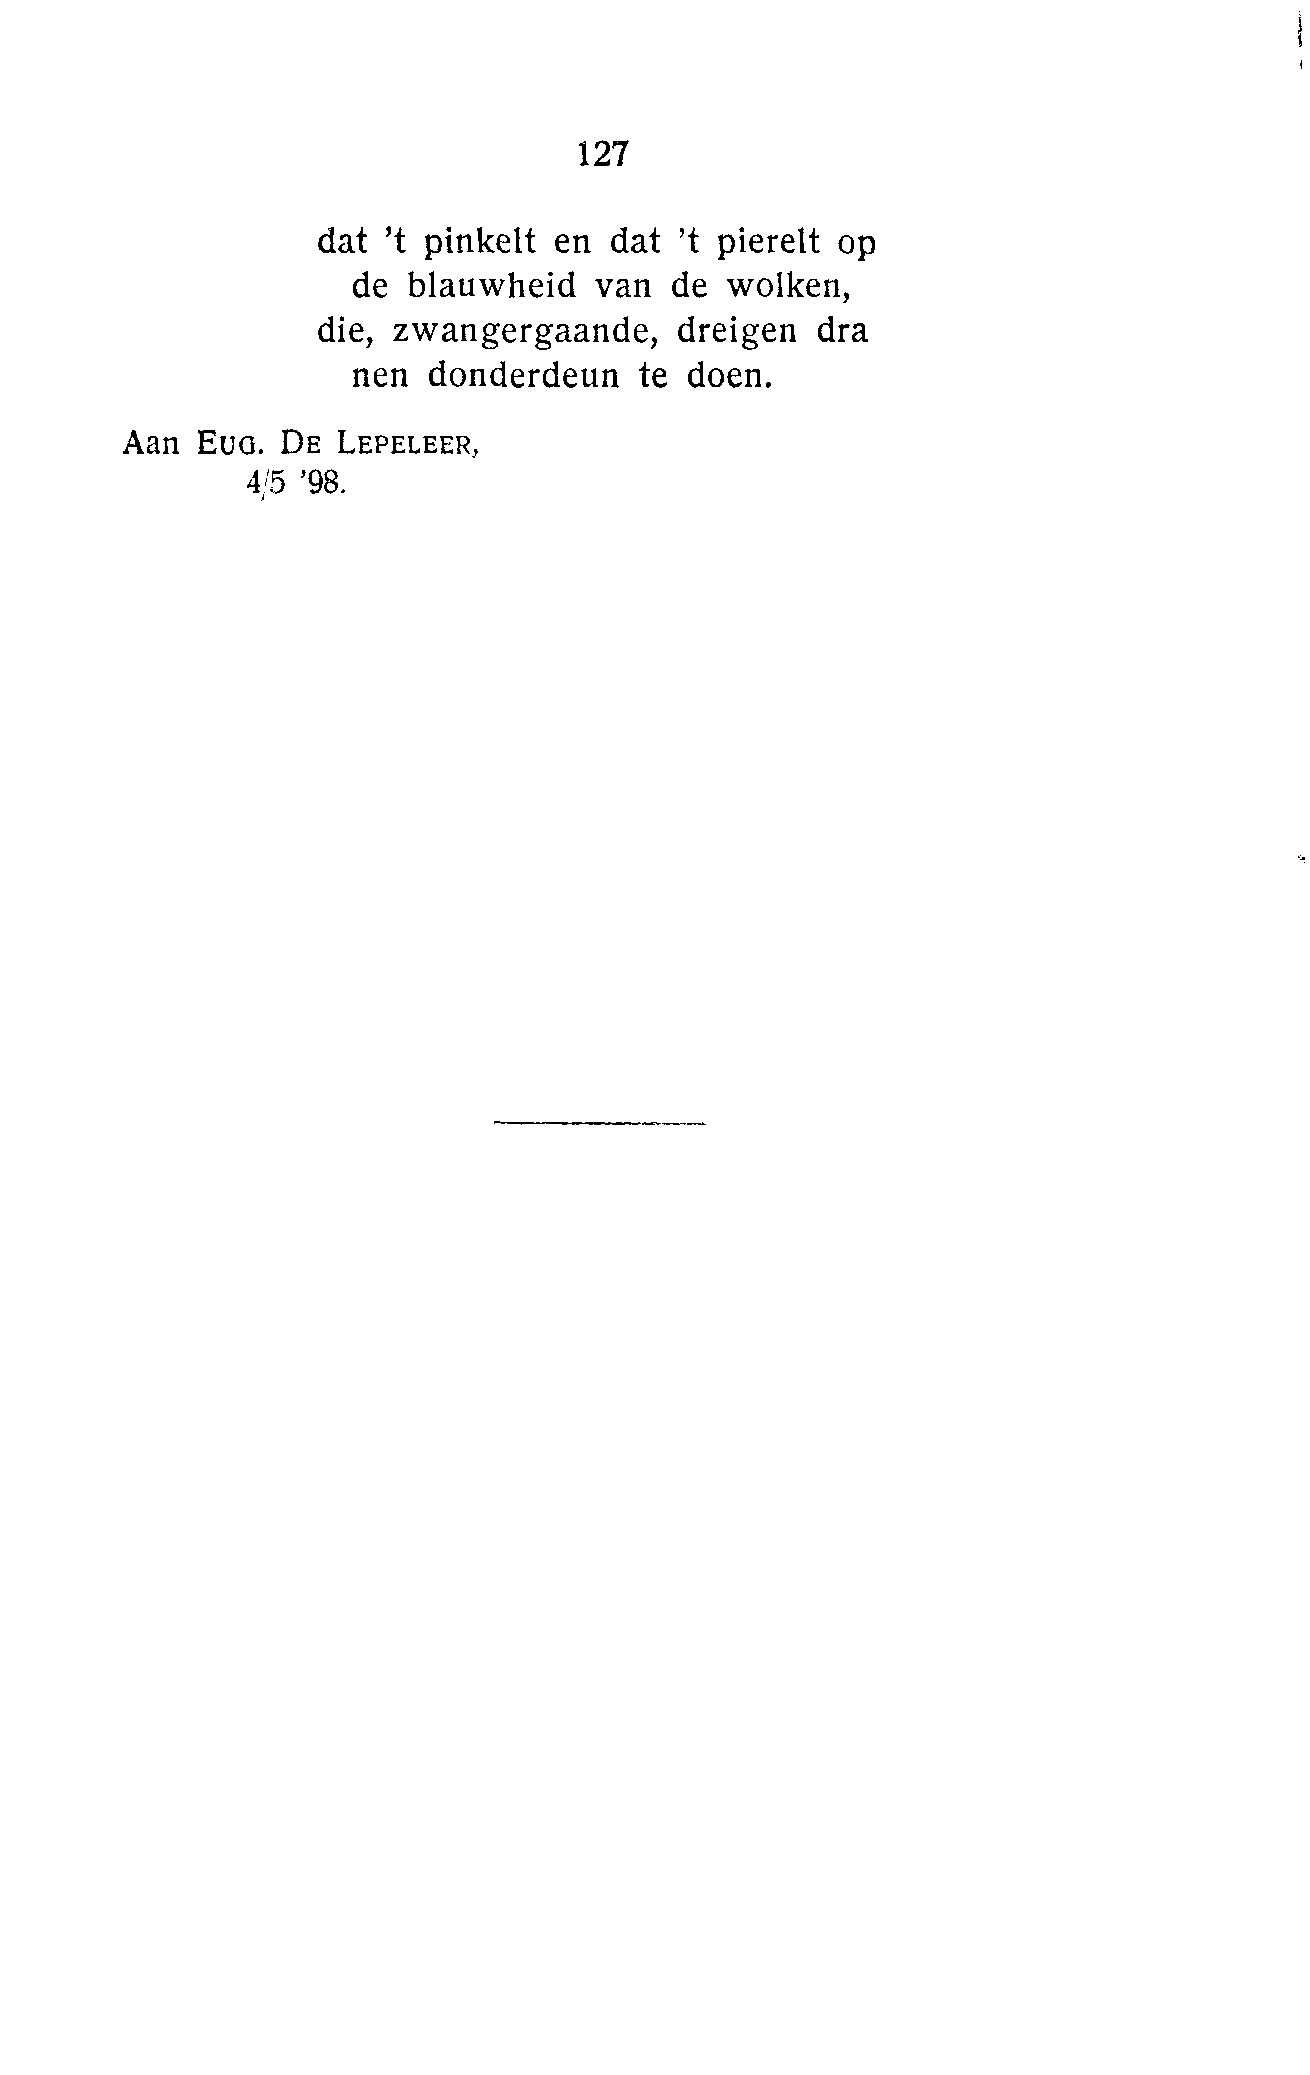 127
dat 't pinkelt en dat 't pierelt op
de blauwheid van de wolken,
die, zwangergaande, dreigen dra
nen donderdeun te doen.
Aan EUG. DE LEPELEER,
4/5 '98.